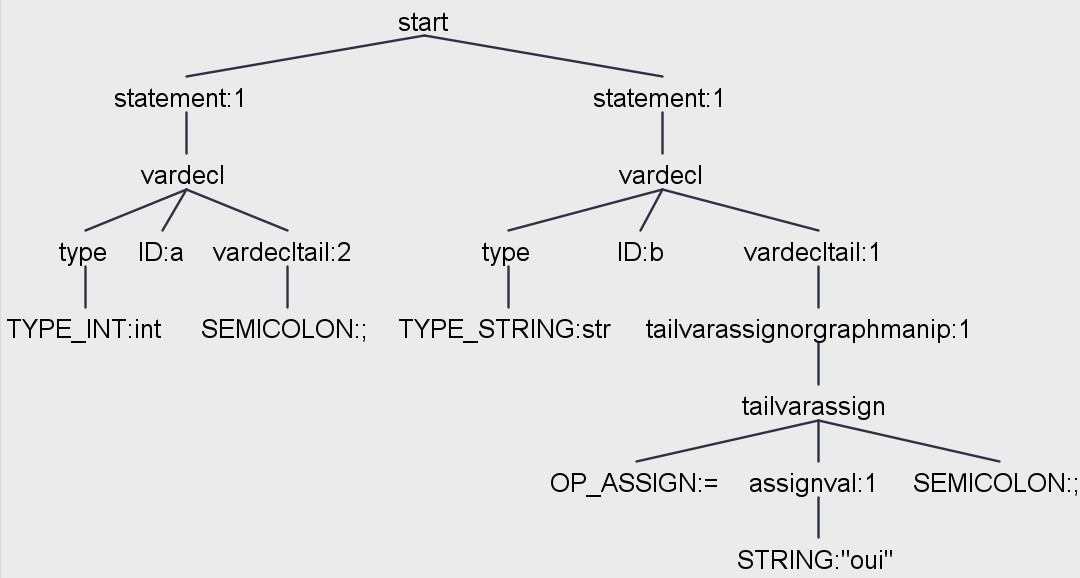 start
statement:1 statement:1
vardecl vardecl
type ID:a vardecltail:2 type ID:b vardecltail:1
TYPE_INT:int SEMICOLON:; TYPE_STRING:str tailvarassignorgraphmanip:1
tailvarassign
OP_ASSIGN:= assignval:1 SEMICOLON:;
STRING:"oui"